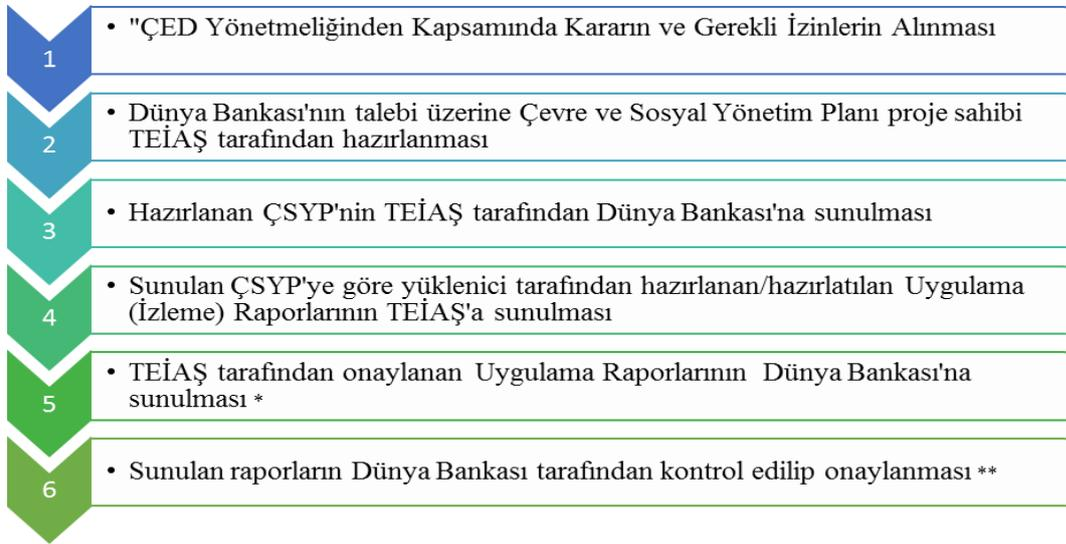 1
• "ÇED Yönetmeliğinden Kapsamında Kararın ve Gerekli İzinlerin Alınması
2
• Dünya Bankası'nın talebi üzerine Çevre ve Sosyal Yönetim Planı proje sahibi
TEİAŞ tarafından hazırlanması
3
• Hazırlanan ÇSYP'nin TEİAŞ tarafından Dünya Bankası'na sunulması
4
• Sunulan ÇSYP'ye göre yüklenici tarafından hazırlanan/hazırlatılan Uygulama
(İzleme) Raporlarının TEİAŞ'a sunulması
5
• TEİAŞ tarafından onaylanan Uygulama Raporlarının Dünya Bankası'na
sunulması *
6
• Sunulan raporların Dünya Bankası tarafından kontrol edilip onaylanması **